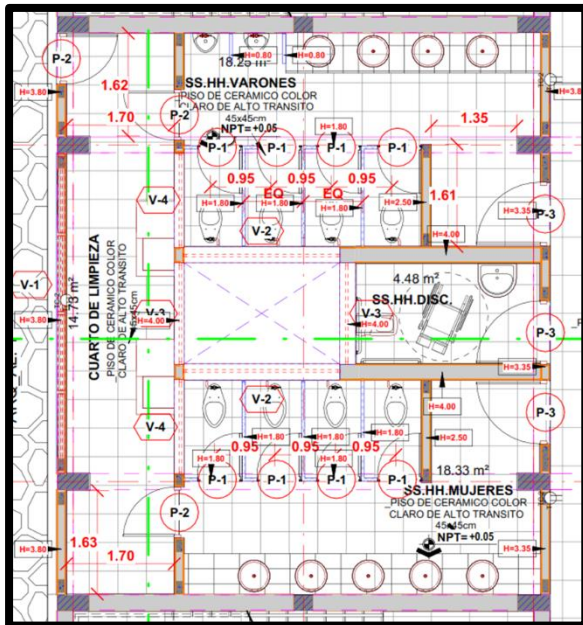 P-2
H=0.80
H=0.80
18.25 m²
SS.HH.VARONES
PISO DE CERAMICO COLOR
CLARO DE ALTO TRANSITO
45x45cm
NPT= +0.05
H=3.80
1.62
1.70
P-2
H=1.80
1.35
P-1
P-1
P-1
P-1
0.95
0.95
0.95
EQ
EQ
1.61
V-4
H=1.80
H=1.80
H=1.80
H=2.50
H=3.35
P-3
V-2
H=4.00
V-1
CUARTO DE LIMPIEZA
PISO DE CERAMICO COLOR
CLARO DE ALTO TRÁNSITO
45x45cm
14.78 m²
H=3.80
V-3
H=4.00
4.48 m²
SS.HH.DISC.
V-3
H=4.00
P-3
H=3.35
V-2
H=4.00
V-4
P-3
0.95
0.95
0.95
H=1.80
H=1.80
H=1.80
H=2.50
H=1.80
H=1.80
P-1
P-1
P-1
P-1
18.33 m²
SS.HH.MUJERES
PISO DE CERAMICO COLOR
CLARO DE ALTO TRANSITO
45x45cm
NPT= +0.05
P-2
H=3.80
1.63
1.70
H=3.35